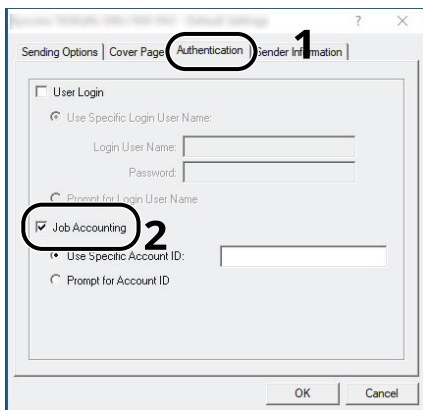 ? ×
Sending Options Cover Page Authentication Sender Information
1
User Login
Use Specific Login User Name:
Login User Name:
Password:
Prompt for Login User Name
Job Accounting
2
Use Specific Account ID:
Prompt for Account ID
OK Cancel